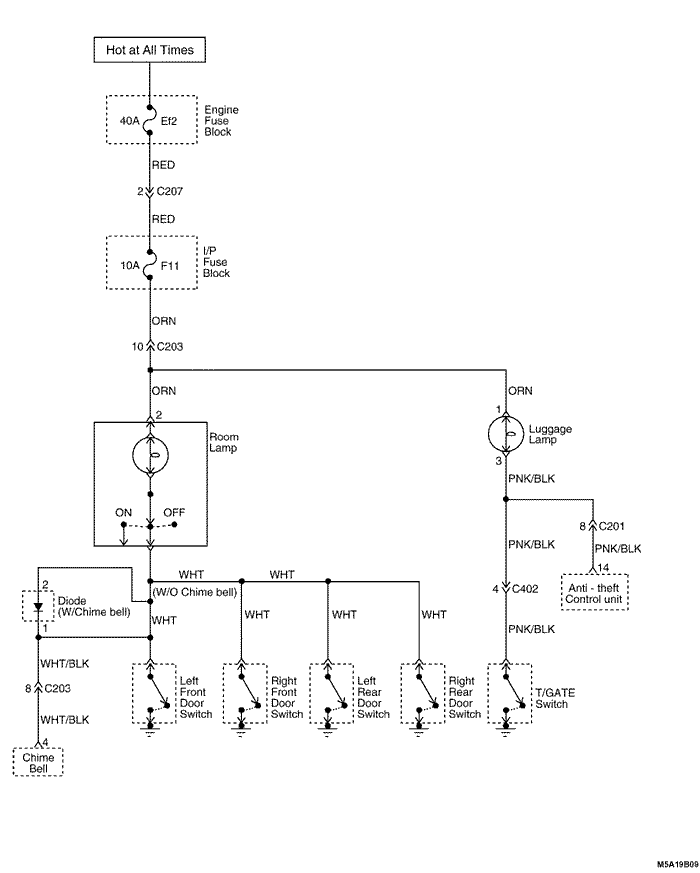 Hot at All Times
40A
Ef2
Engine
Fuse
Block
RED
2
C207
RED
10A
F11
I/P
Fuse
Block
ORN
10
C203
ORN
ORN
2
1
Room
Lamp
Luggage
Lamp
3
PNK/BLK
ON
OFF
8
C201
PNK/BLK
PNK/BLK
14
WHT
WHT
2
(W/O Chime bell)
4
C402
Anti - theft
Control unit
Diode
(W/Chime bell)
WHT
WHT
WHT
WHT
1
PNK/BLK
WHT/BLK
8
C203
Left
Front
Door
Switch
Right
Front
Door
Switch
Left
Rear
Door
Switch
Right
Rear
Door
Switch
T/GATE
Switch
WHT/BLK
4
Chime
Bell
M5A19B09